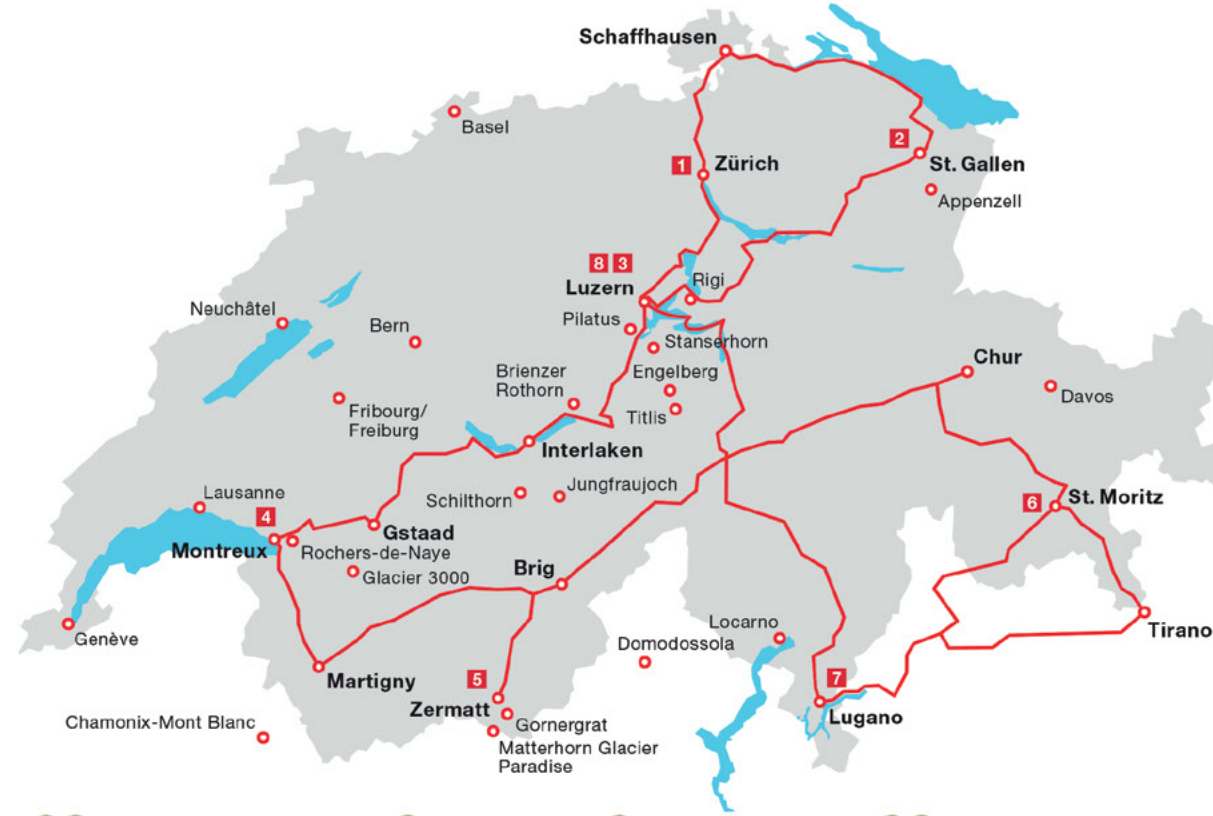 Schaffhausen
Basel
2
1
Zürich
St. Gallen
Appenzell
8 3
Luzern
Rigi
Neuchâtel
Pilatus
Bern
Stanserhorn
Chur
Brienzer
Rothorn
Engelberg
Davos
Fribourg/
Freiburg
Titlis
Interlaken
Lausanne
Schilthorn
Jungfraujoch
St. Moritz
6
4
Gstaad
Montreux
Rochers-de-Naye
Glacier 3000
Brig
Locarno
Tirano
Genève
Domodossola
Martigny
5
7
Zermatt
Lugano
Chamonix-Mont Blanc
Gornergrat
Matterhorn Glacier
Paradise